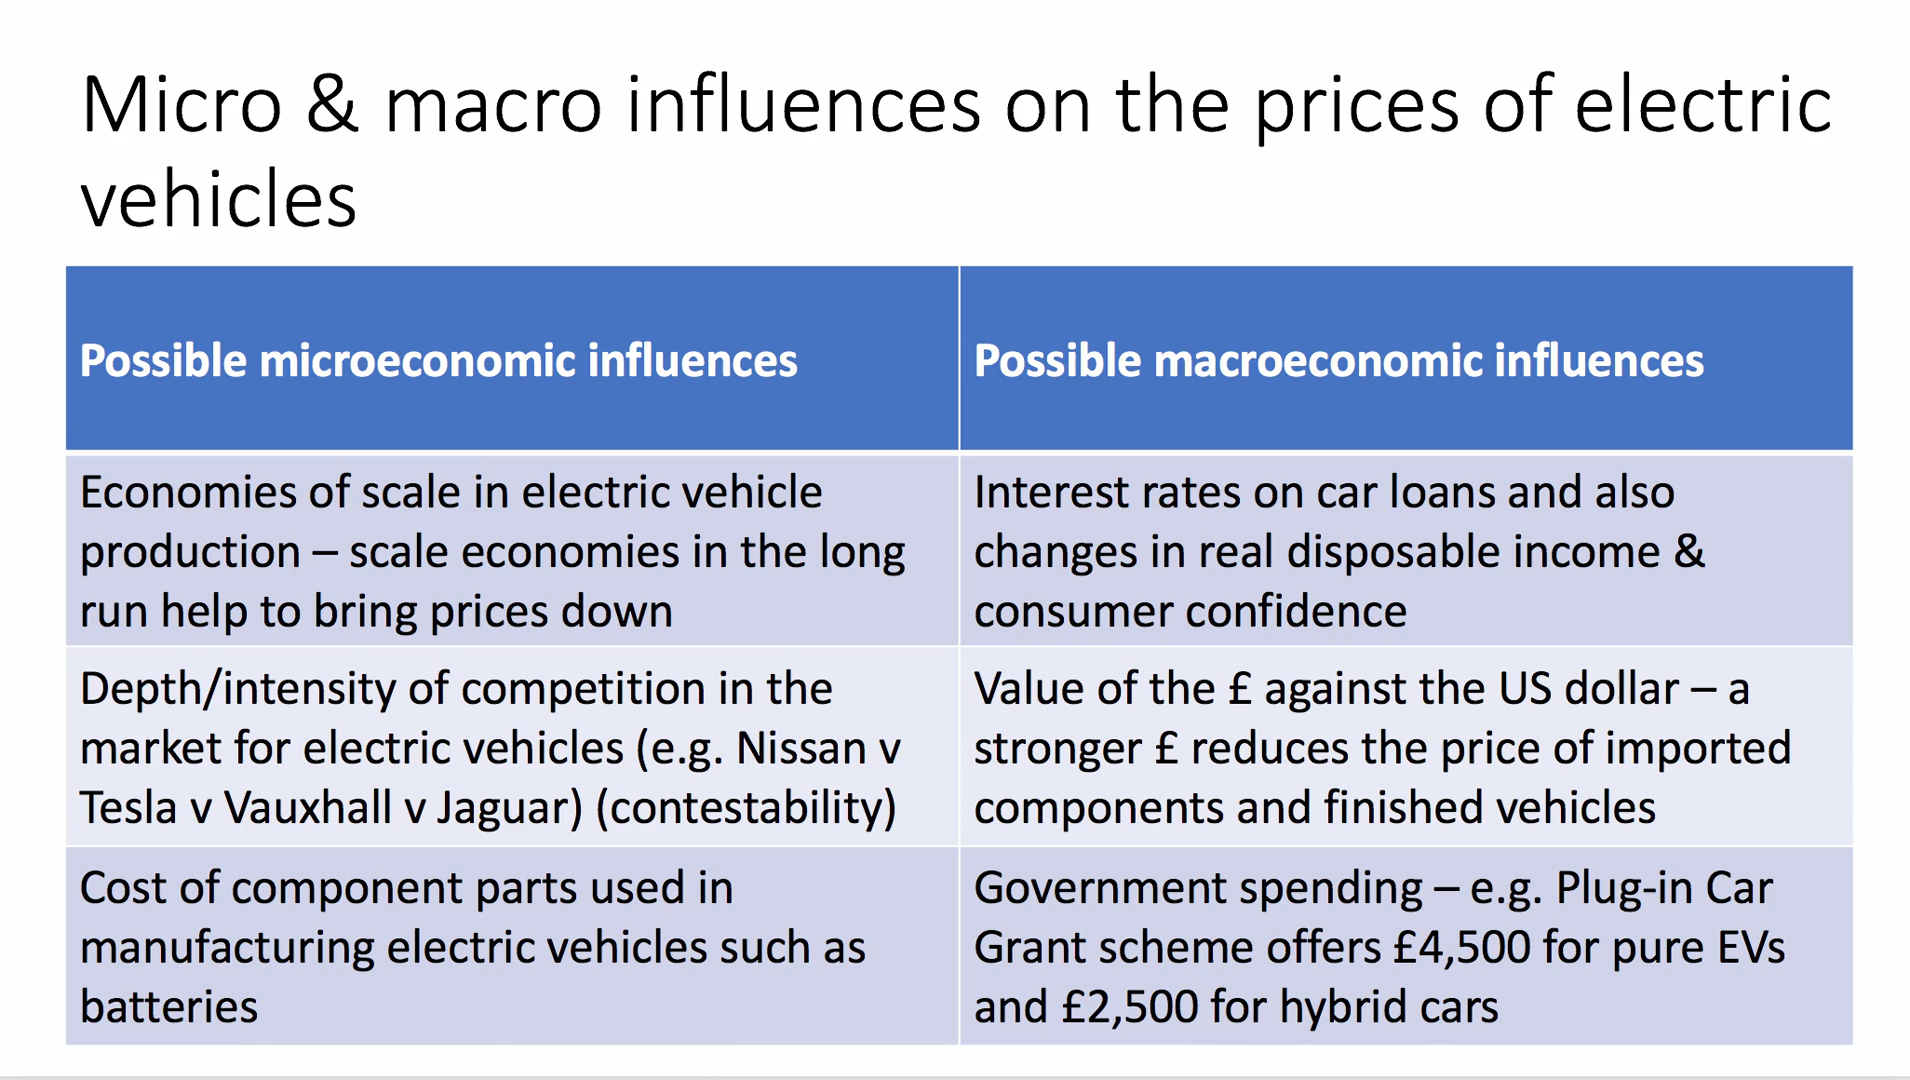 Micro & macro influences on the prices of electric
vehicles
Possible microeconomic influences
Possible macroeconomic influences
Economies of scale in electric vehicle
production – scale economies in the long
run help to bring prices down
Interest rates on car loans and also
changes in real disposable income &
consumer confidence
Depth/intensity of competition in the
market for electric vehicles (e.g. Nissan v
Tesla v Vauxhall v Jaguar) (contestability)
Value of the £ against the US dollar – a
stronger £ reduces the price of imported
components and finished vehicles
Cost of component parts used in
manufacturing electric vehicles such as
batteries
Government spending – e.g. Plug-in Car
Grant scheme offers £4,500 for pure EVs
and £2,500 for hybrid cars